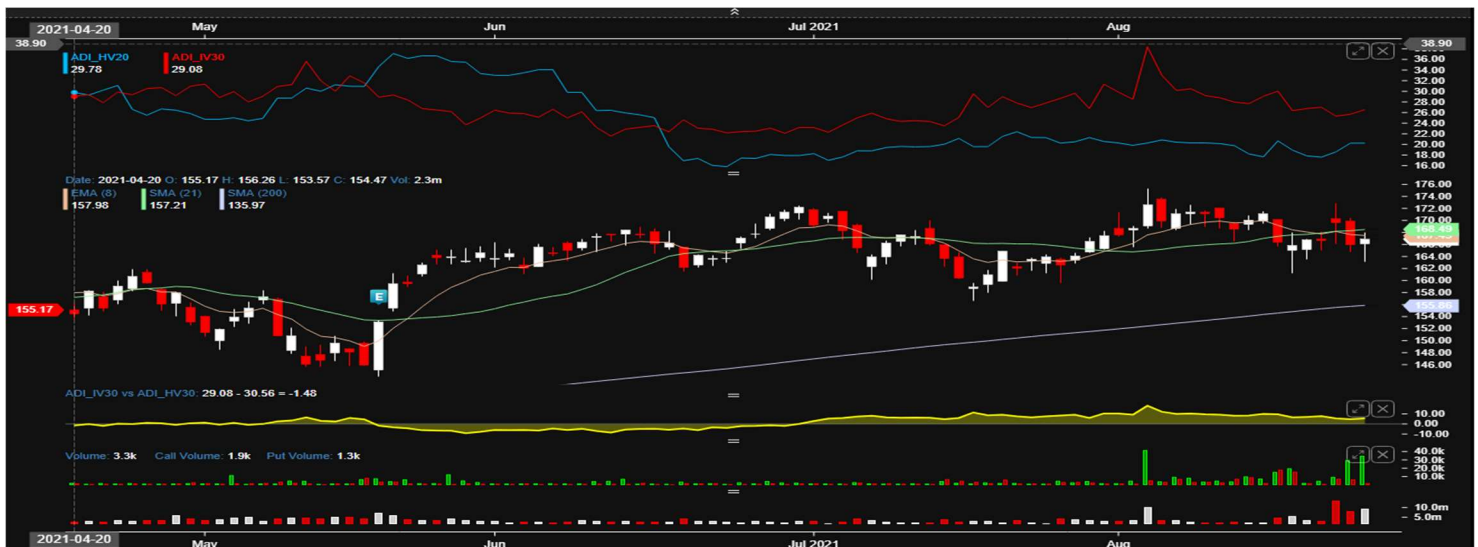 2021-04-20 May Jun Jul 2021 Aug
38.90 38.90
ADI_HV20 ADI_IV30
29.78 29.08
36.00
34.00
32.00
30.00
28.00
26.00
24.00
22.00
20.00
18.00
16.00
Date: 2021-04-20 O: 155.17 H: 156.26 L: 153.57 C: 154.47 Vol: 2.3m
EMA (8) SMA (21) SMA (200)
157.98 157.21 135.97
176.00
174.00
172.00
170.00
168.49
164.00
162.00
160.00
158.00
155.17
154.00
152.00
150.00
148.00
146.00
E
ADI_IV30 vs ADI_HV30: 29.08 - 30.56 = -1.48
10.00
0.00
-10.00
Volume: 3.3k Call Volume: 1.9k Put Volume: 1.3k
40.0k
30.0k
20.0k
10.0k
10.0m
5.0m
2021-04-20 May Jun Jul 2021 Aug